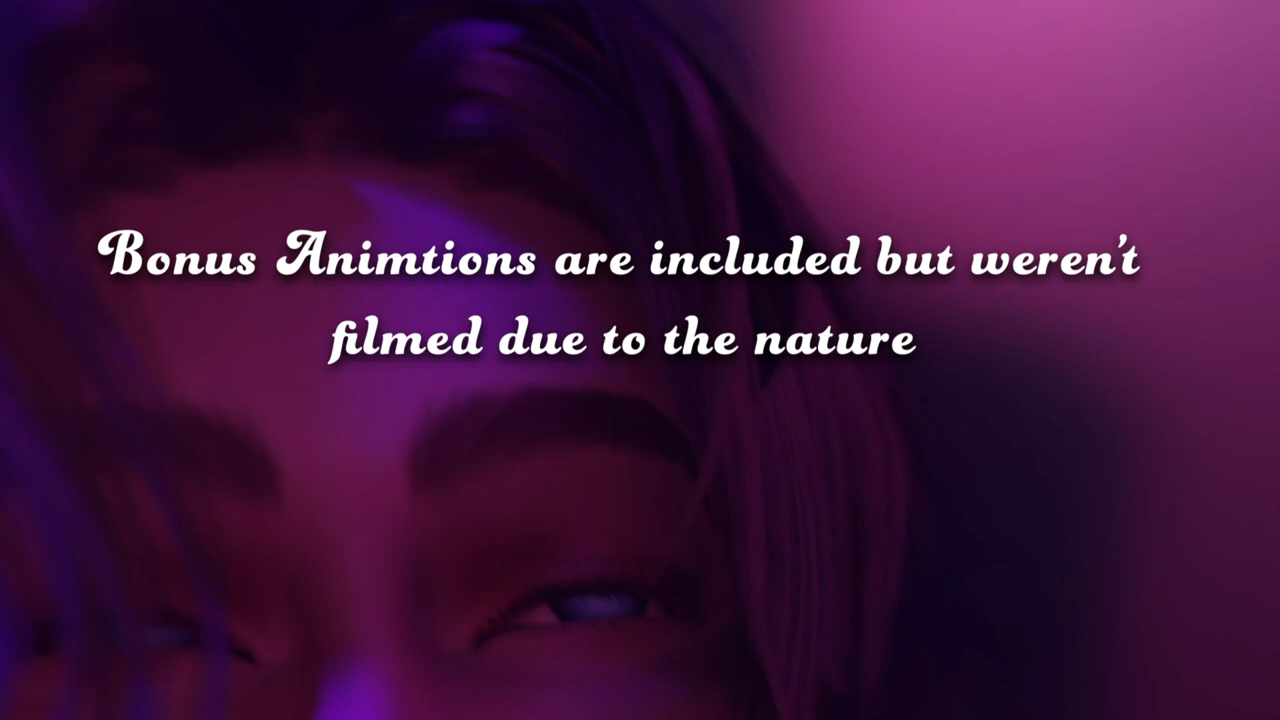 Bonus Animtions are included but weren't
filmed due to the nature